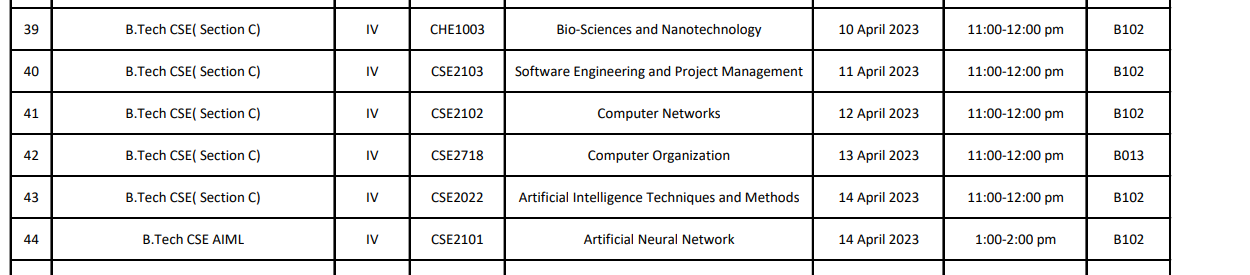 39 B.Tech CSE( Section C) IV CHE1003 Bio-Sciences and Nanotechnology 10 April 2023 11:00-12:00 pm B102
40 B.Tech CSE( Section C) IV CSE2103 Software Engineering and Project Management 11 April 2023 11:00-12:00 pm B102
41 B.Tech CSE( Section C) IV CSE2102 Computer Networks 12 April 2023 11:00-12:00 pm B102
42 B.Tech CSE( Section C) IV CSE2718 Computer Organization 13 April 2023 11:00-12:00 pm B013
43 B.Tech CSE( Section C) IV CSE2022 Artificial Intelligence Techniques and Methods 14 April 2023 11:00-12:00 pm B102
44 B.Tech CSE AIML IV CSE2101 Artificial Neural Network 14 April 2023 1:00-2:00 pm B102